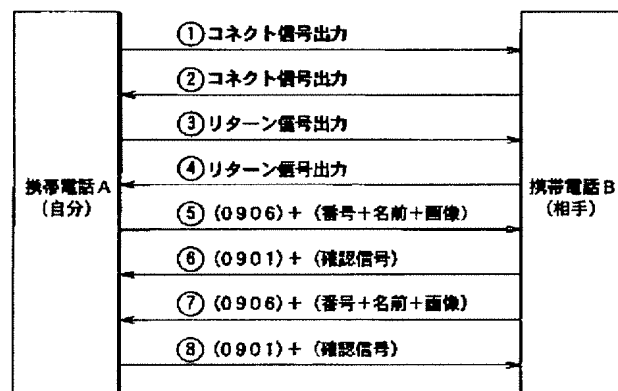 ①コネクト信号出力
②コネクト信号出力
③リターン信号出力
④リターン信号出力
携帯電話A
(自分)
携帯電話B
(相手)
⑤(0906)+(番号+名前+画像)
⑥(0901)+(確認信号)
⑦(0906)+(番号+名前+画像)
⑧(0901)+(確認信号)